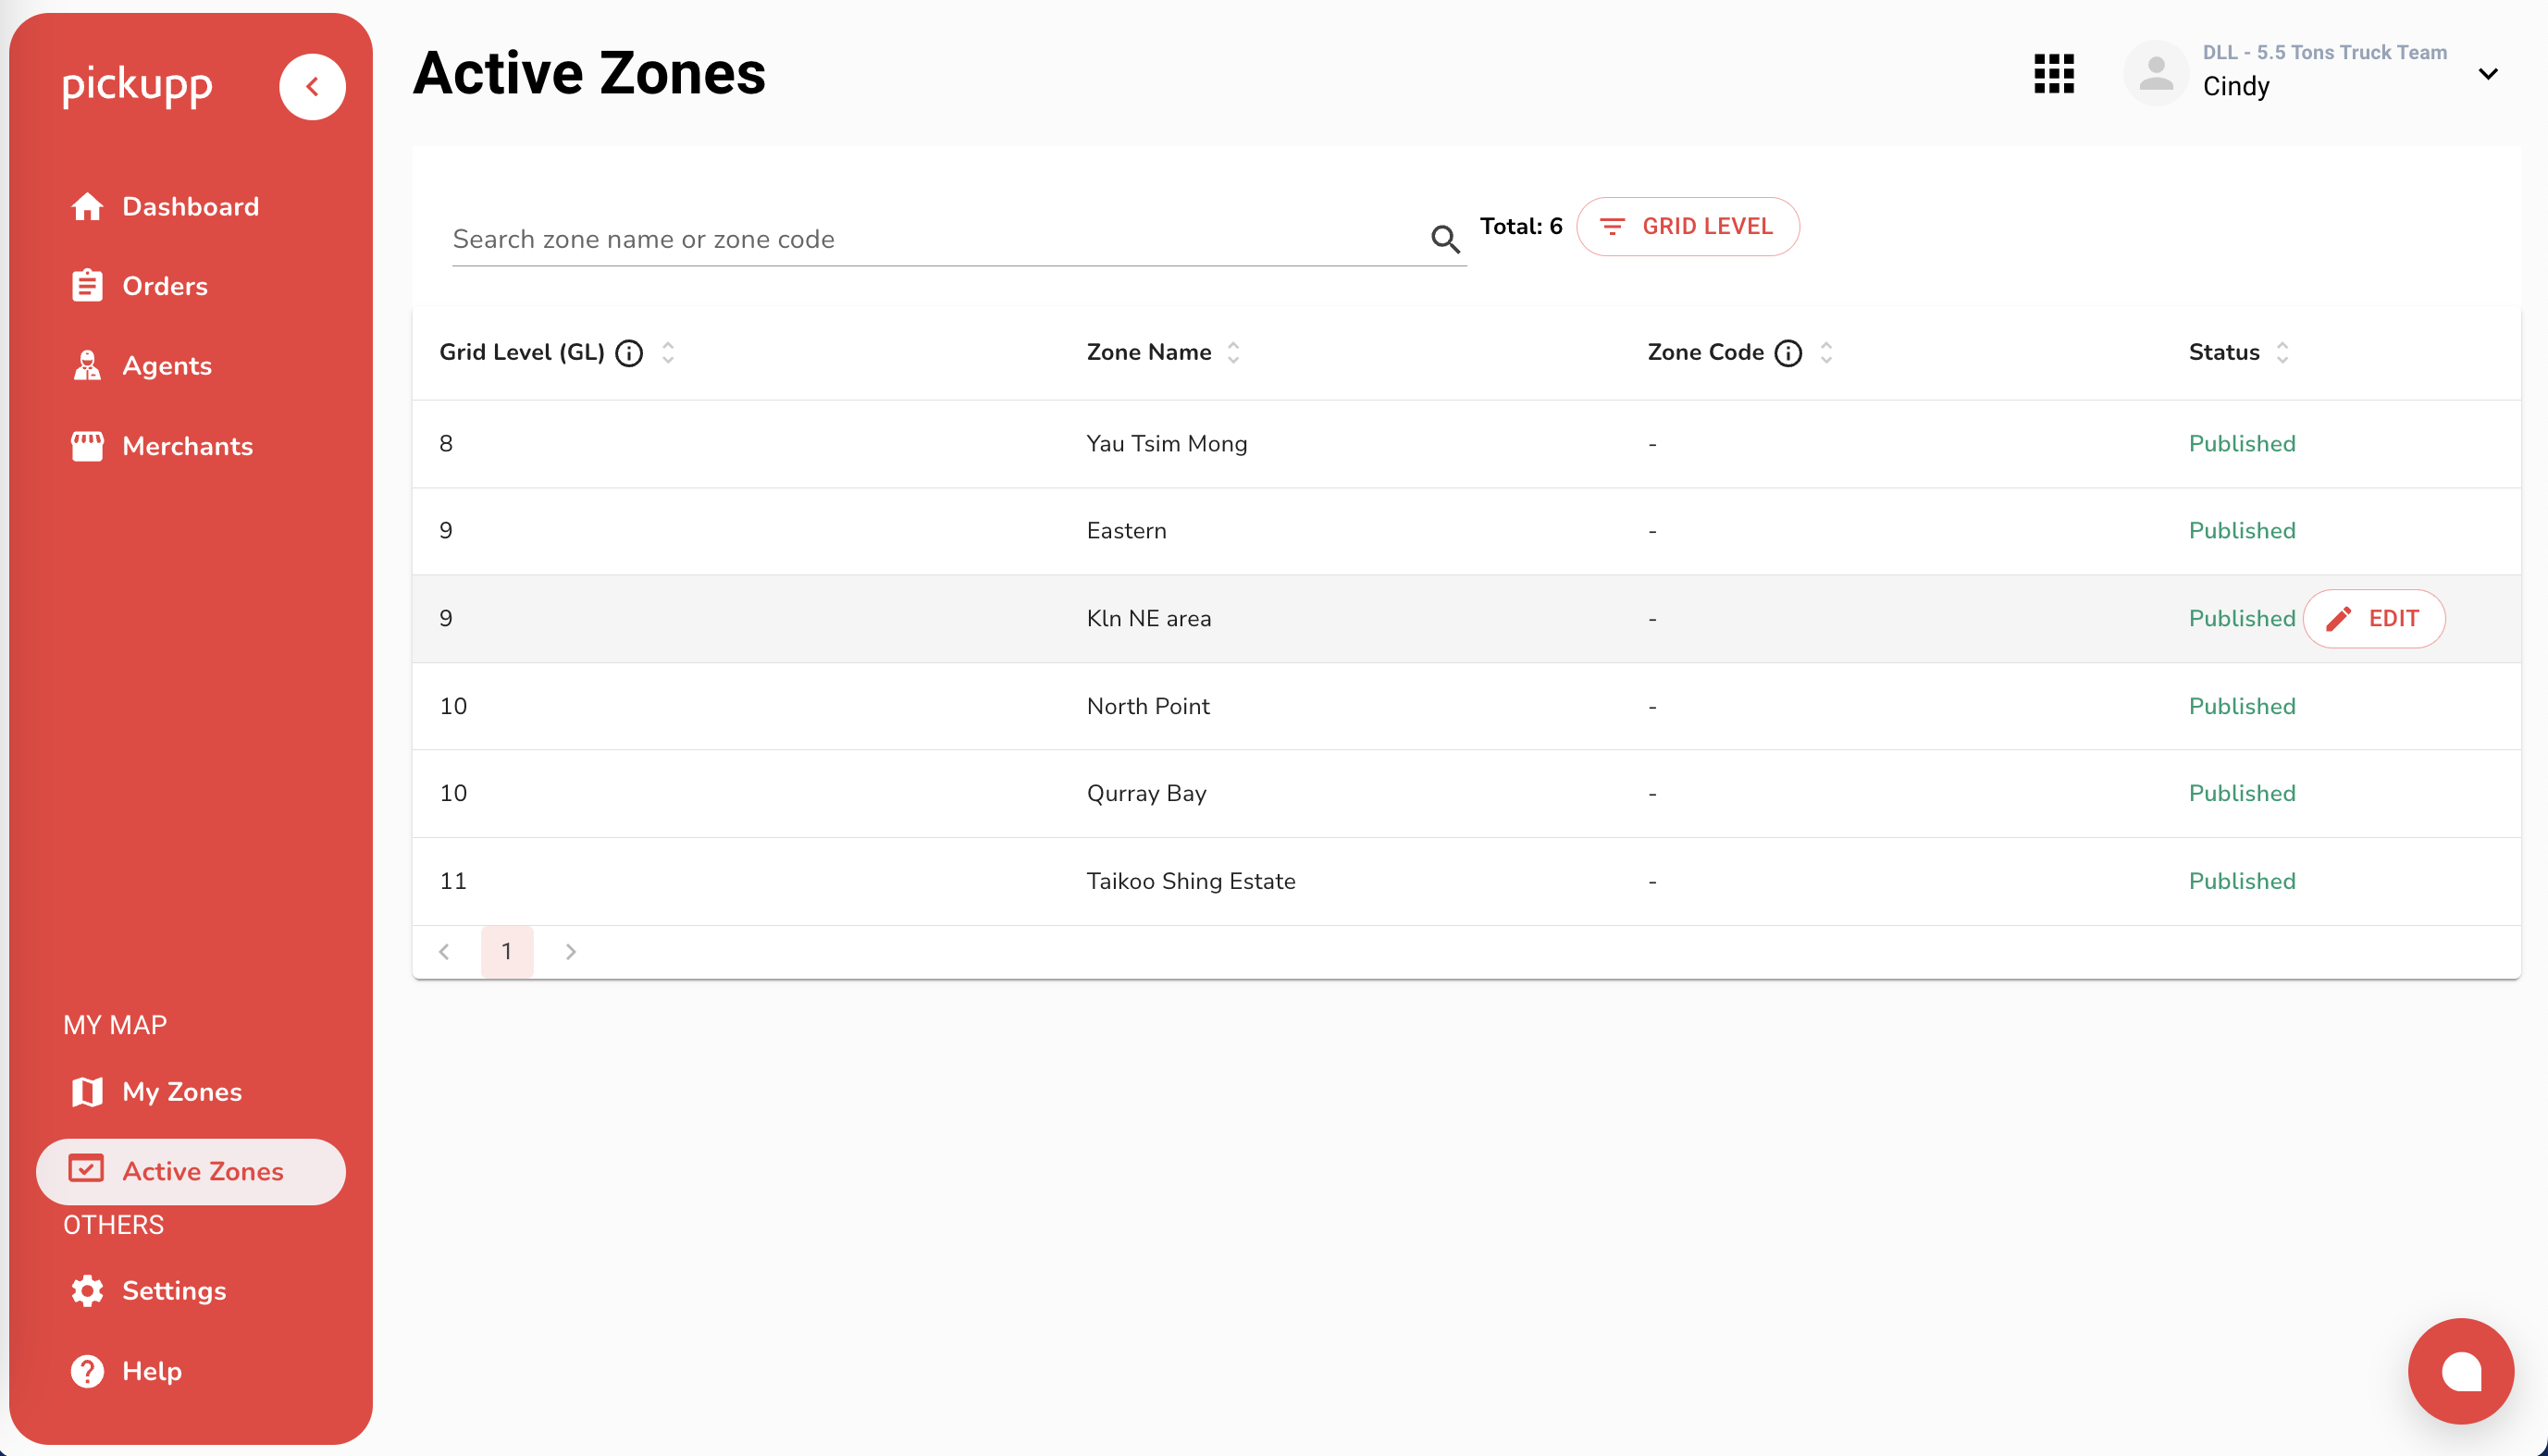 pickupp
Dashboard
Orders
Agents
Merchants
MY MAP
My Zones
Active Zones
OTHERS
Settings
Help
Active Zones
DLL - 5.5 Tons Truck Team
Cindy
Search zone name or zone code
Total: 6
GRID LEVEL
Grid Level (GL) Zone Name Zone Code Status
8 Yau Tsim Mong - Published
9 Eastern - Published
9 Kln NE area - Published EDIT
10 North Point - Published
10 Qurray Bay - Published
11 Taikoo Shing Estate - Published
1